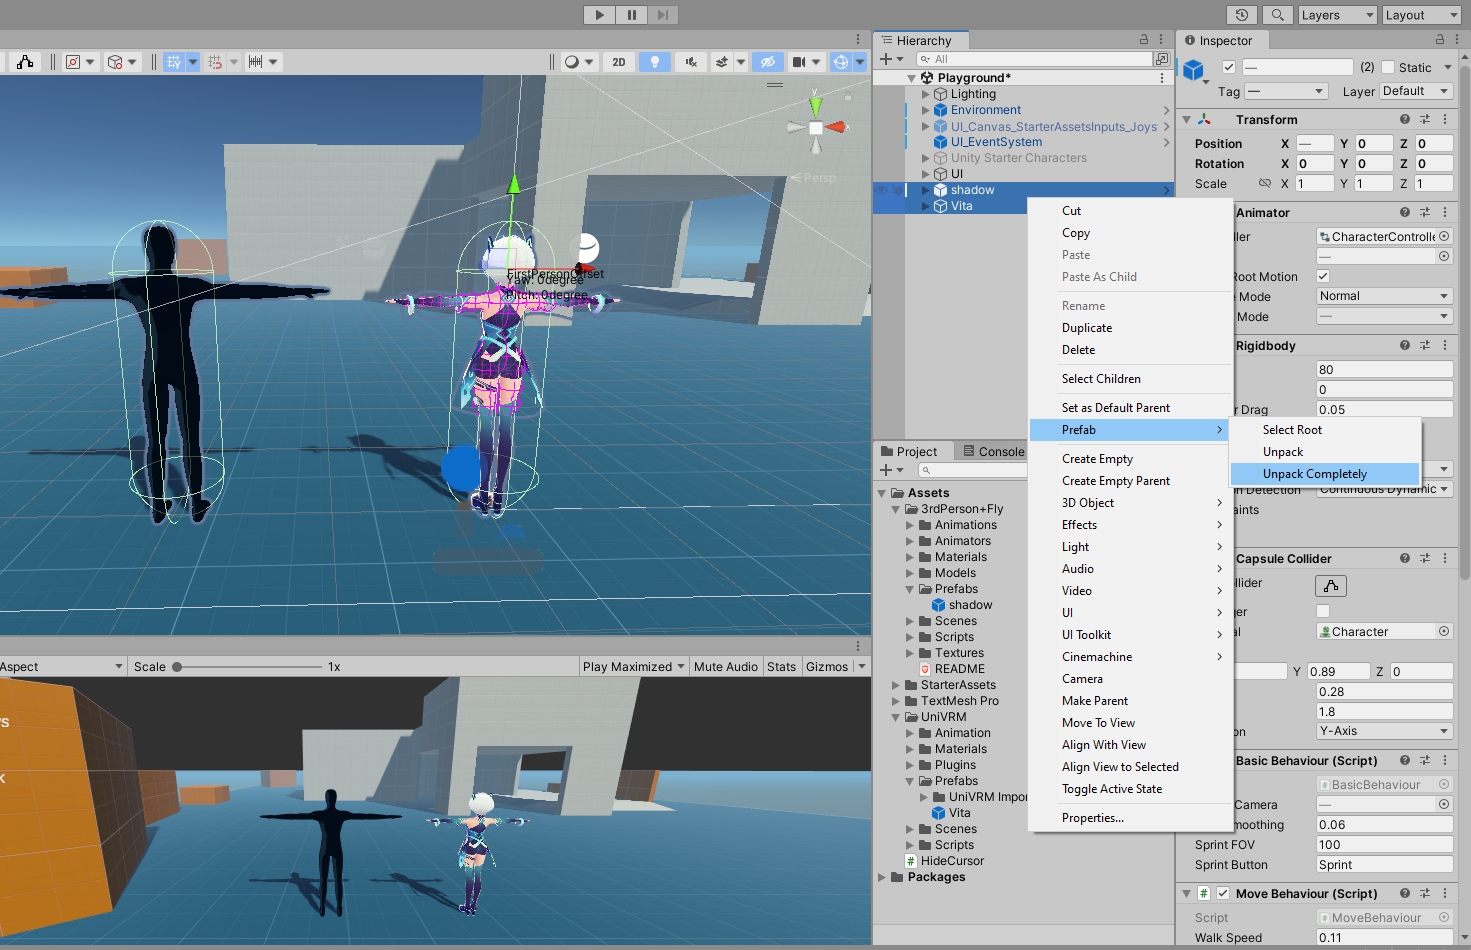 Layers
Layout
2D
Persp
y
x
FirstPersonOffset
Yaw: 0degree
Pitch: 0degree
Aspect
Scale
1x
Play Maximized
Mute Audio
Stats
Gizmos
Hierarchy
All
Playground*
Lighting
Environment
UI_Canvas_StarterAssetsInputs_Joys
UI_EventSystem
Unity Starter Characters
UI
shadow
Vita
Cut
Copy
Paste
Paste As Child
Rename
Duplicate
Delete
Select Children
Set as Default Parent
Prefab
Create Empty
Create Empty Parent
3D Object
Effects
Light
Audio
Video
UI
UI Toolkit
Cinemachine
Camera
Make Parent
Move To View
Align With View
Align View to Selected
Toggle Active State
Properties...
Select Root
Unpack
Unpack Completely
Project
Console
Assets
3rdPerson+Fly
Animations
Animators
Materials
Models
Prefabs
shadow
Scenes
Scripts
Textures
README
StarterAssets
TextMesh Pro
UniVRM
Animation
Materials
Plugins
Prefabs
UniVRM Impor
Vita
Scenes
Scripts
HideCursor
Packages
Inspector
— (2) Static
Tag — Layer Default
Transform
Position X — Y 0 Z 0
Rotation X 0 Y 0 Z 0
Scale X 1 Y 1 Z 1
Animator
ller CharacterControlle
—
Root Motion
e Mode Normal
Mode —
Rigidbody
80
0
r Drag 0.05
n Detection Continuous Dynamic
aints
Capsule Collider
llider
ger
al Character
Y 0.89 Z 0
0.28
1.8
on Y-Axis
Basic Behaviour (Script)
# BasicBehaviour
Camera —
moothing 0.06
Sprint FOV 100
Sprint Button Sprint
# Move Behaviour (Script)
Script # MoveBehaviour
Walk Speed 0.11